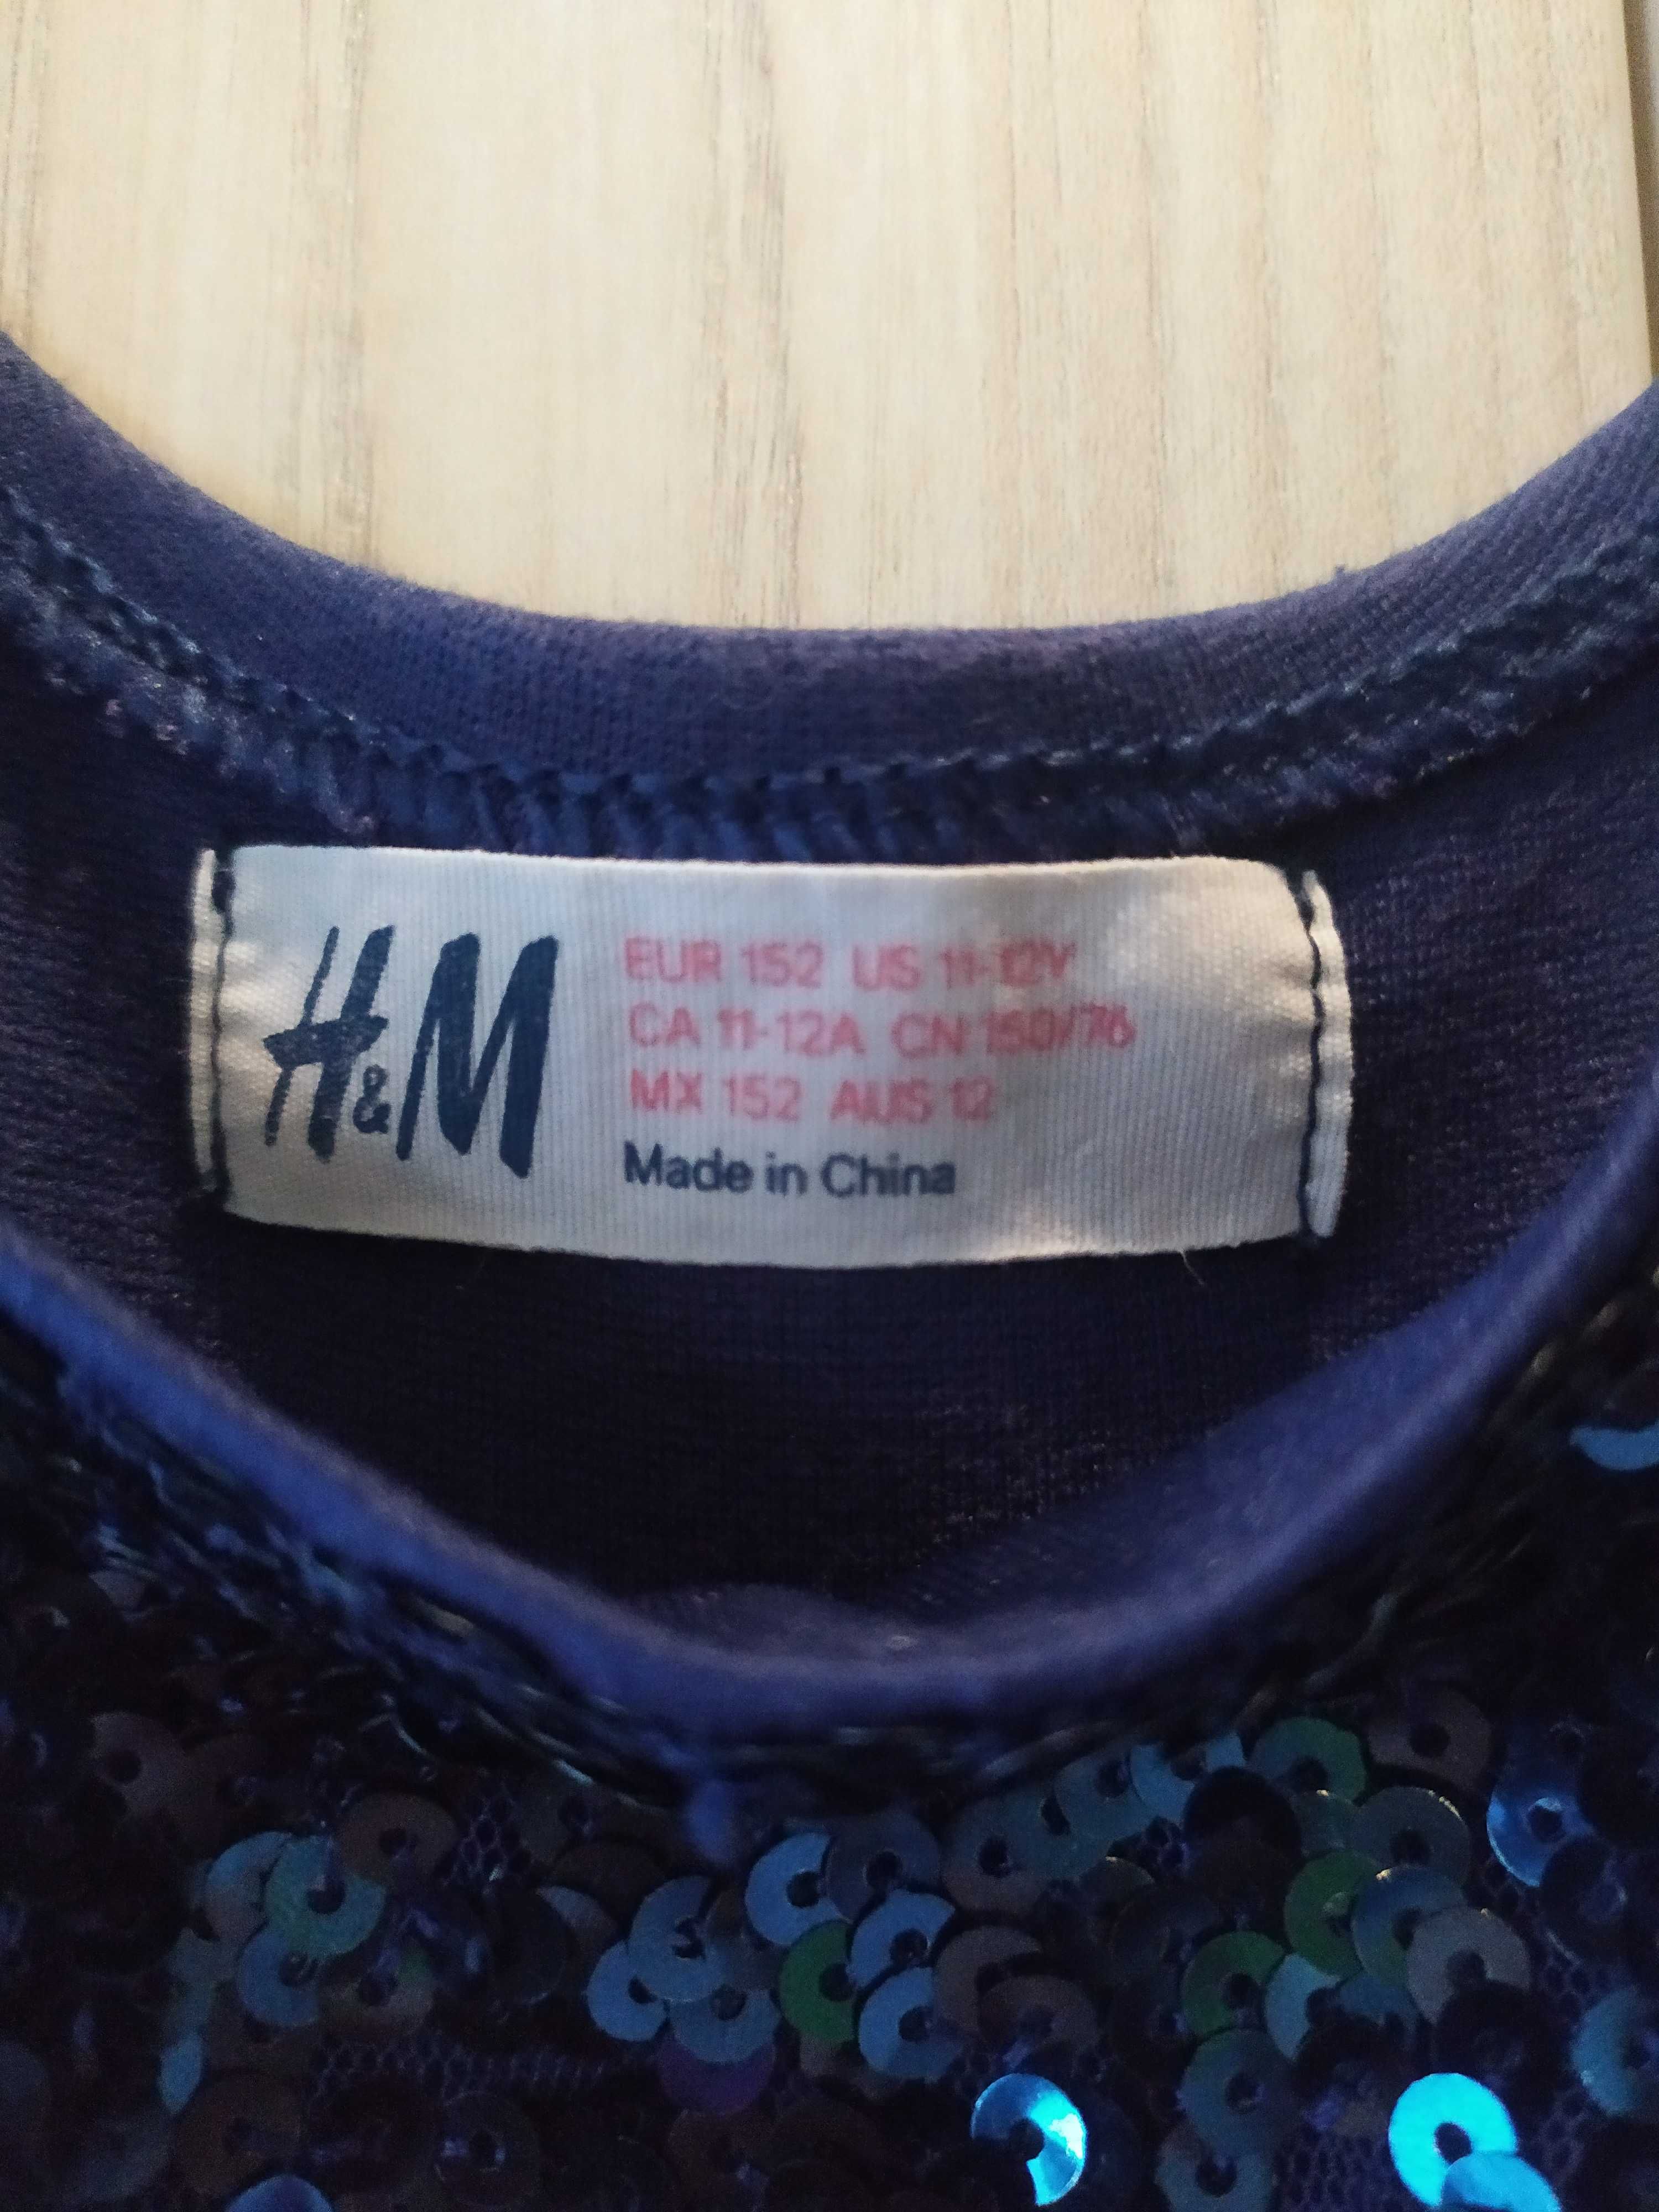 H&M
EUR 152 US 11-12Y
CA 11-12A CN 150/76
MX 152 AUS 12
Made in China